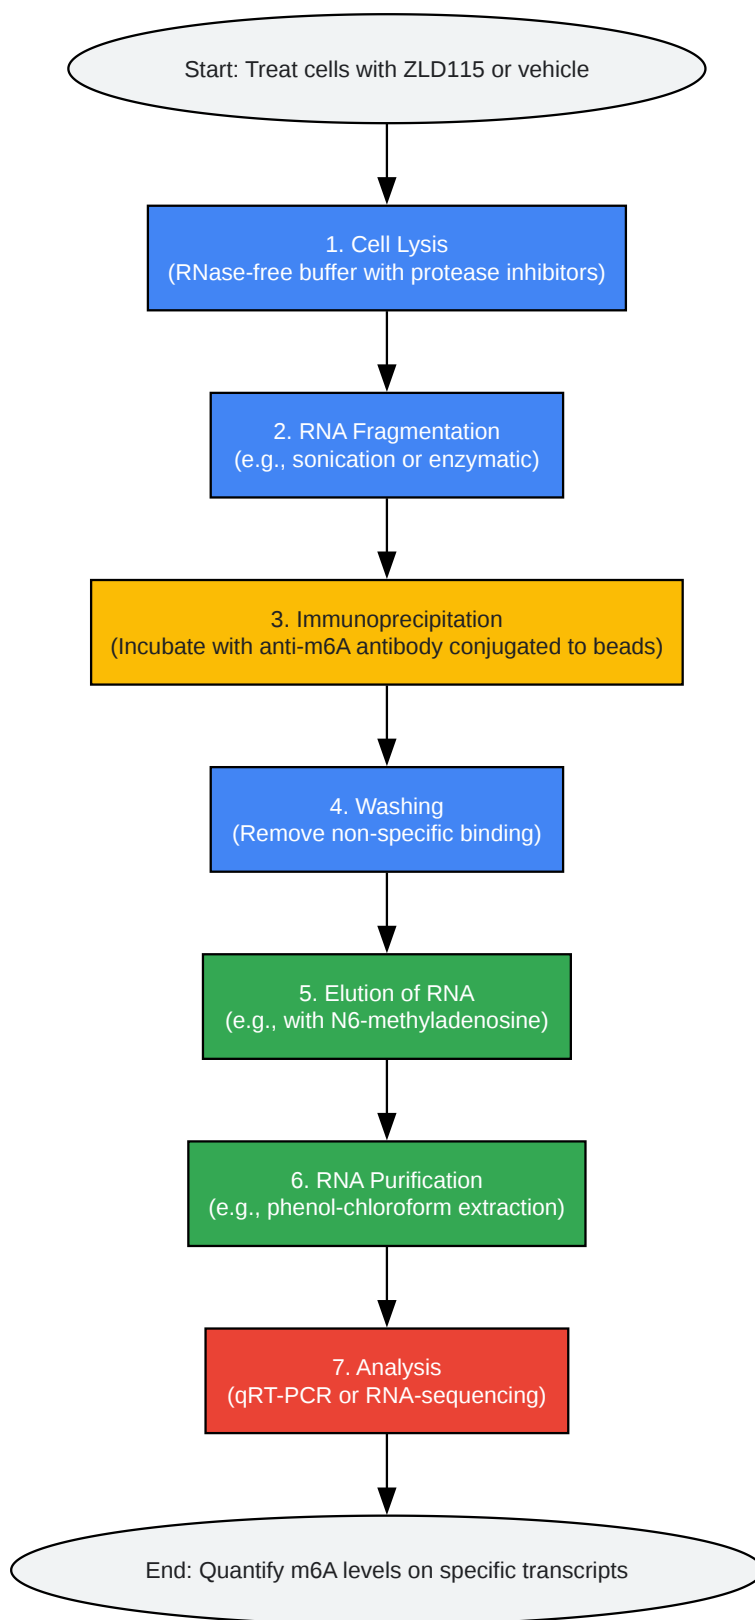 Start: Treat cells with ZLD115 or vehicle
1. Cell Lysis
(RNase-free buffer with protease inhibitors)
2. RNA Fragmentation
(e.g., sonication or enzymatic)
3. Immunoprecipitation
(Incubate with anti-m6A antibody conjugated to beads)
4. Washing
(Remove non-specific binding)
5. Elution of RNA
(e.g., with N6-methyladenosine)
6. RNA Purification
(e.g., phenol-chloroform extraction)
7. Analysis
(qRT-PCR or RNA-sequencing)
End: Quantify m6A levels on specific transcripts